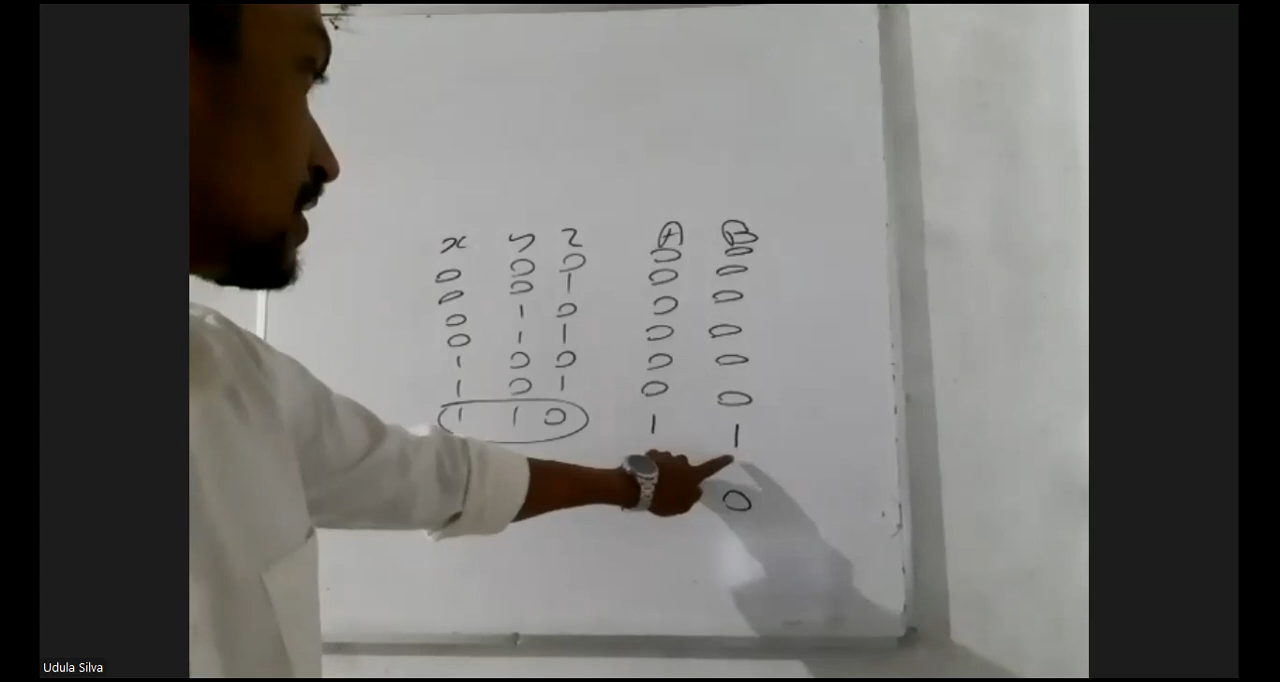 x y z
0 0 0 0 0
0 0 1 0 0
0 1 0 0 0
0 1 1 0 0
1 0 0 0 0
1 0 1 0 0
1 1 0 1 1
0
Udula Silva